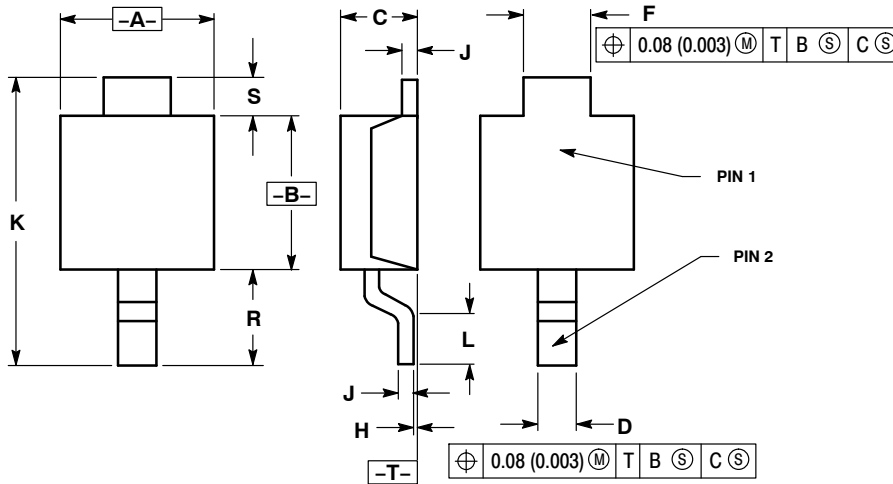 –A–
C
F
⌖ 0.08 (0.003) Ⓜ T B Ⓢ C Ⓢ
J
S
K
–B–
PIN 1
PIN 2
R
L
J
H
D
–T–
⌖ 0.08 (0.003) Ⓜ T B Ⓢ C Ⓢ